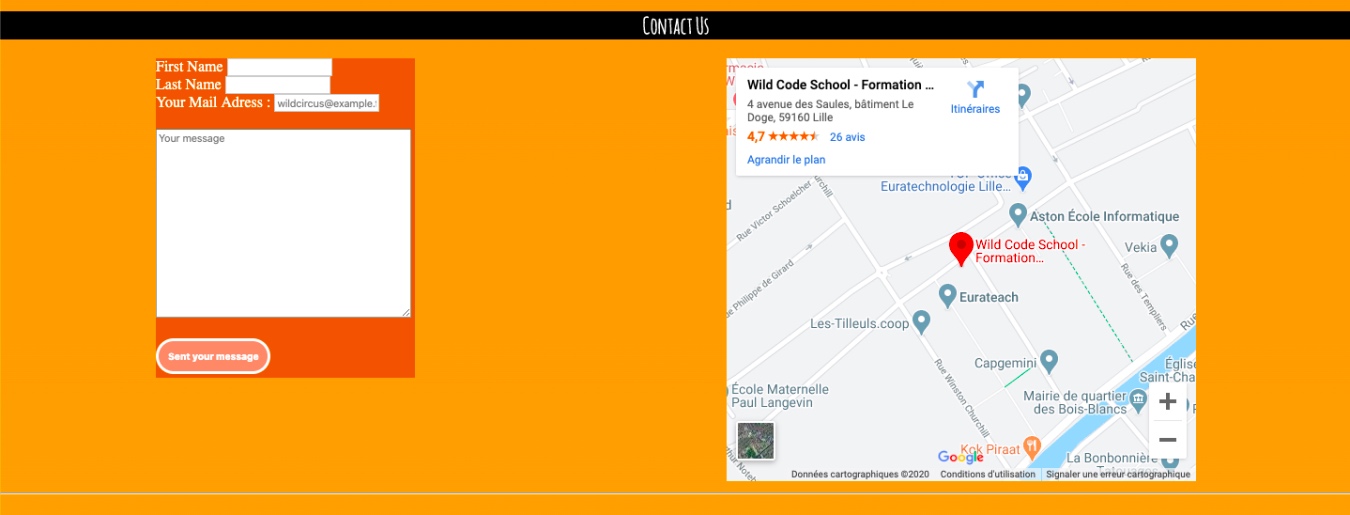 Contact Us
First Name
Last Name
Your Mail Adress :
wildcircus@example.
Your message
Sent your message
Wild Code School - Formation ...
4 avenue des Saules, bâtiment Le
Doge, 59160 Lille
4,7
26 avis
Agrandir le plan
Itinéraires
Euratechnologie Lille...
Rue Victor Schoelcher
Aston École Informatique
Wild Code School -
Formation...
Vekia
Rue des Templiers
Rue Philippe de Girard
Eurateach
Les-Tilleuls.coop
Capgemini
Rue Winston Churchill
École Maternelle
Paul Langevin
Mairie de quartier
des Bois-Blancs
Église
Saint-Cha
Kok Piraat
Google
La Bonbonnière
Données cartographiques ©2020
Conditions d'utilisation
Signaler une erreur cartographique